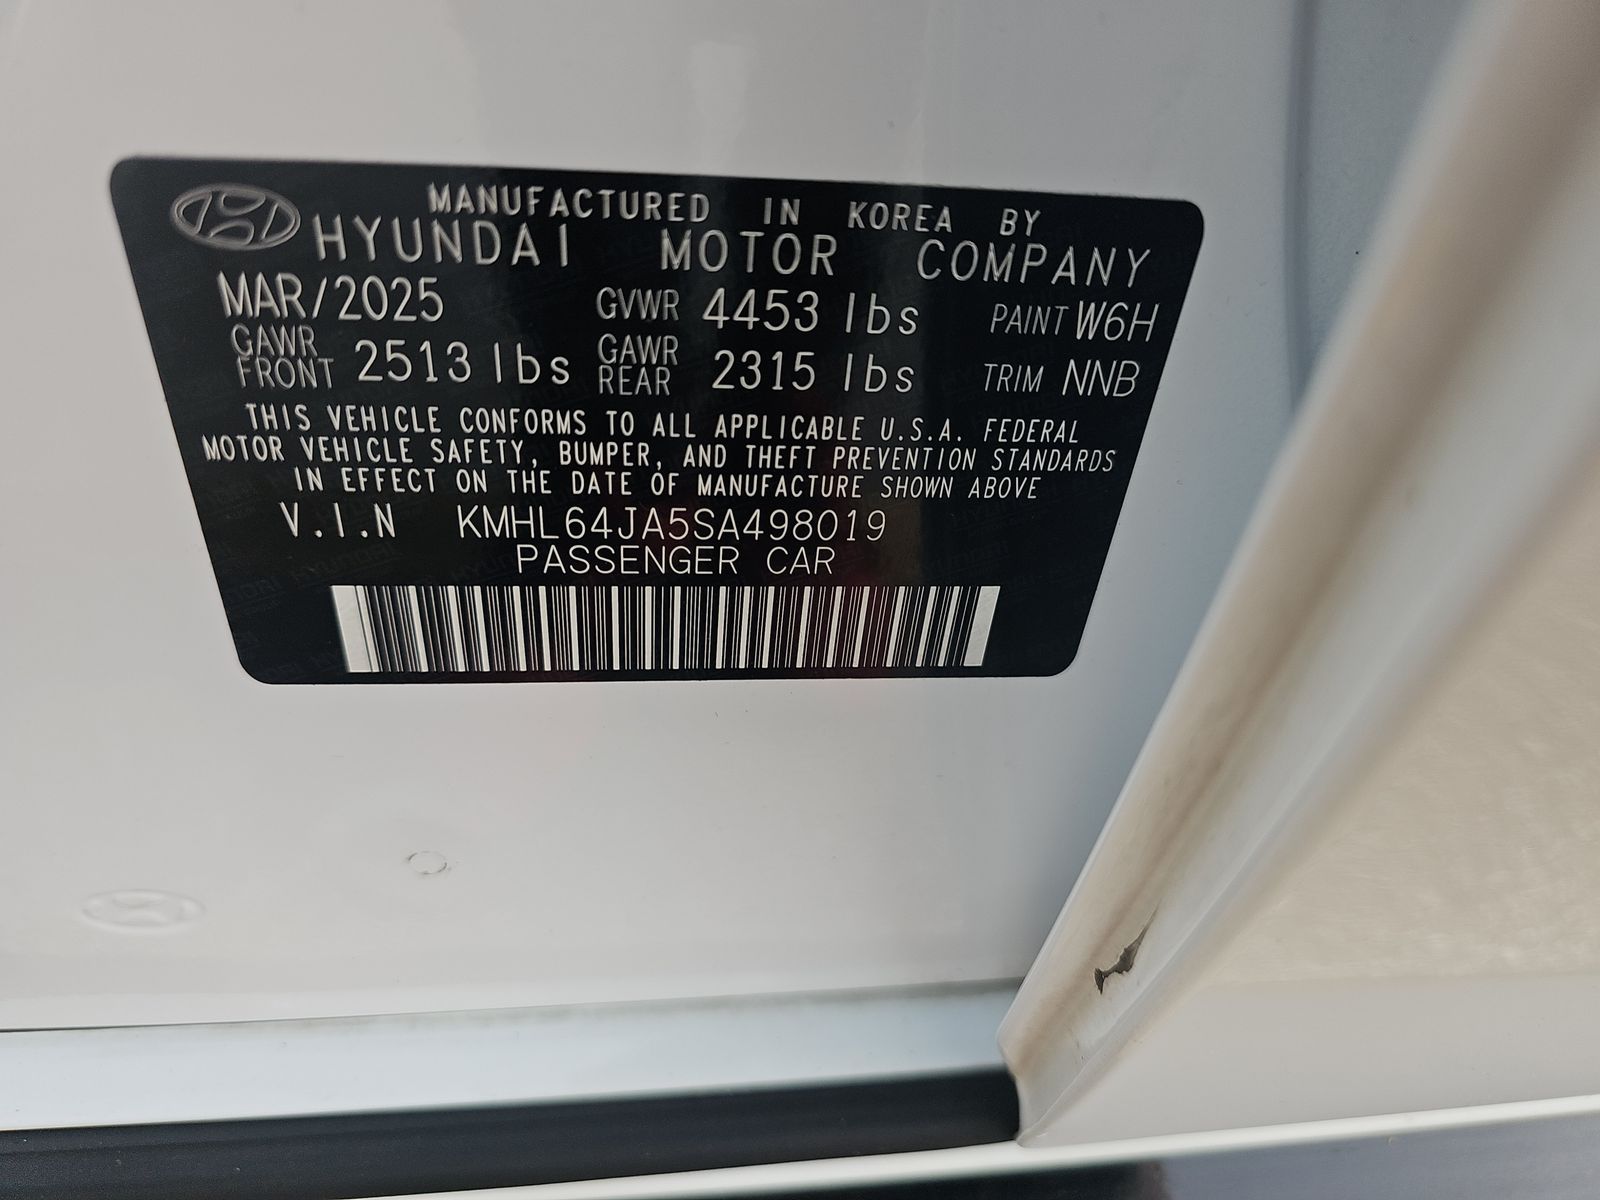 MANUFACTURED IN KOREA BY
HYUNDAI MOTOR COMPANY
MAR/2025 GVWR 4453 lbs PAINT W6H
GAWR FRONT 2513 lbs GAWR REAR 2315 lbs TRIM NNB
THIS VEHICLE CONFORMS TO ALL APPLICABLE U.S.A. FEDERAL
MOTOR VEHICLE SAFETY, BUMPER, AND THEFT PREVENTION STANDARDS
IN EFFECT ON THE DATE OF MANUFACTURE SHOWN ABOVE
V.I.N KMHL64JA5SA498019
PASSENGER CAR